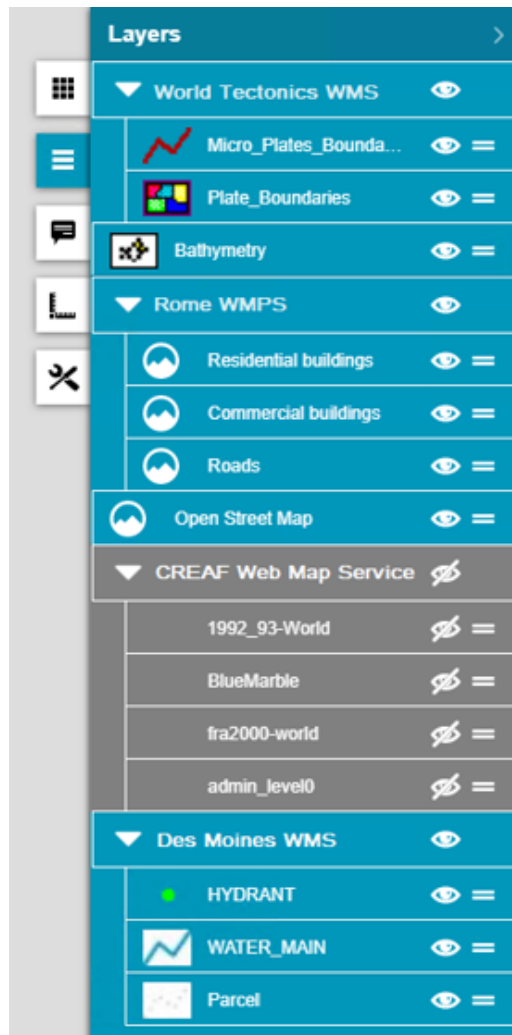 Layers
World Tectonics WMS
Micro_Plates_Bounda...
Plate_Boundaries
Bathymetry
Rome WMPS
Residential buildings
Commercial buildings
Roads
Open Street Map
CREAF Web Map Service
1992_93-World
BlueMarble
fra2000-world
admin_level0
Des Moines WMS
HYDRANT
WATER_MAIN
Parcel